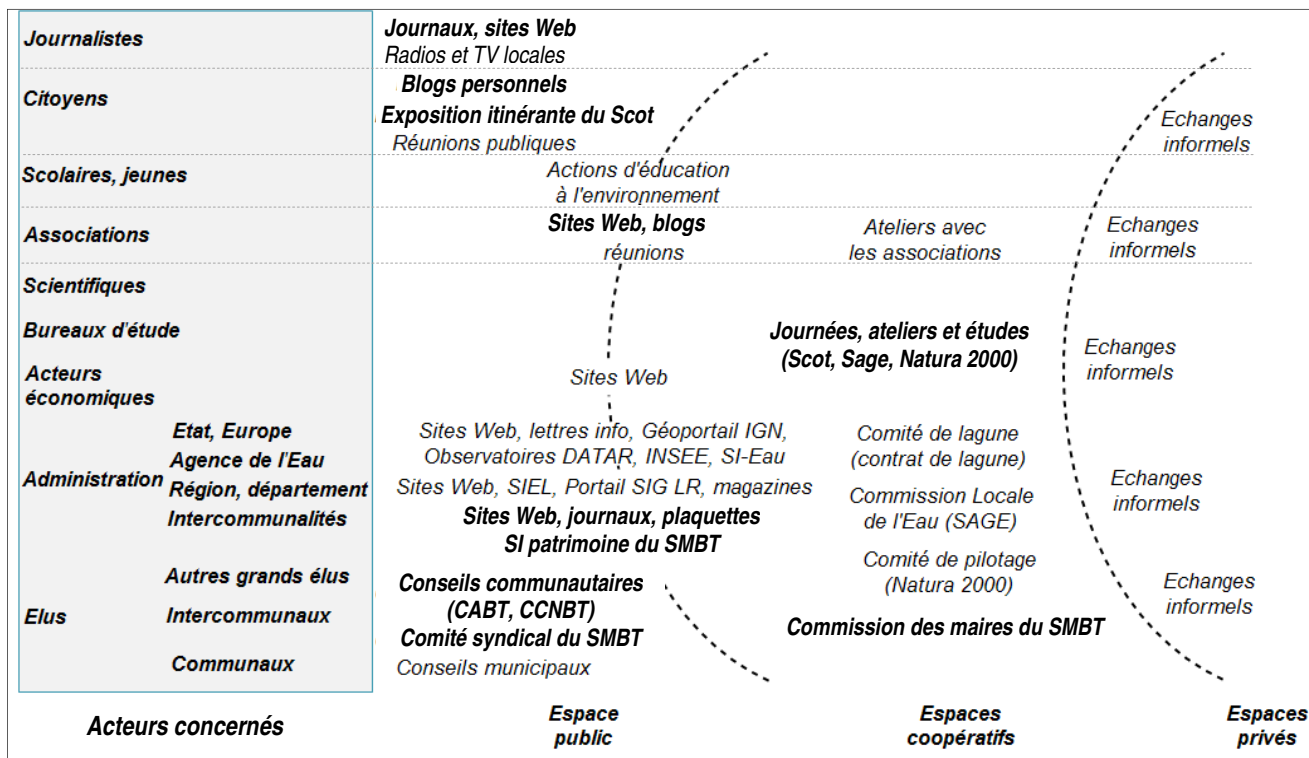 Journalistes
Journaux, sites Web
Radios et TV locales
Citoyens
Blogs personnels
Exposition itinérante du Scot
Réunions publiques
Echanges
informels
Scolaires, jeunes
Actions d'éducation
à l'environnement
Associations
Sites Web, blogs
réunions
Ateliers avec
les associations
Echanges
informels
Scientifiques
Bureaux d'étude
Acteurs
économiques
Sites Web
Journées, ateliers et études
(Scot, Sage, Natura 2000)
Echanges
informels
Administration
Etat, Europe
Agence de l'Eau
Région, département
Intercommunalités
Sites Web, lettres info, Géoportail IGN,
Observatoires DATAR, INSEE, SI-Eau
Sites Web, SIEL, Portail SIG LR, magazines
Sites Web, journaux, plaquettes
SI patrimoine du SMBT
Comité de lagune
(contrat de lagune)
Commission Locale
de l'Eau (SAGE)
Comité de pilotage
(Natura 2000)
Echanges
informels
Elus
Autres grands élus
Intercommunaux
Communaux
Conseils communautaires
(CABT, CCNBT)
Comité syndical du SMBT
Conseils municipaux
Commission des maires du SMBT
Echanges
informels
Acteurs concernés
Espace
public
Espaces
coopératifs
Espaces
privés